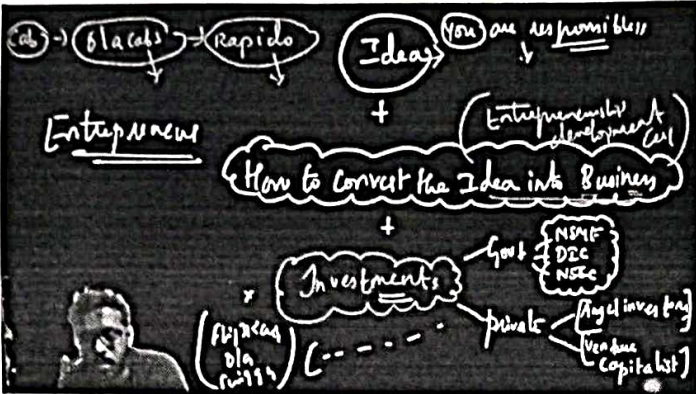 Cab → Olacabs → Rapido
Idea → You are responsible
+
Entrepreneur
(Entrepreneurship
development
Cell)
How to Convert the Idea into Business
+
Investments
Govt
MSME
DIC
NSIC
private
[Angel investors]
[Venture
Capitalist]
Flipkart
Ola
Swiggy